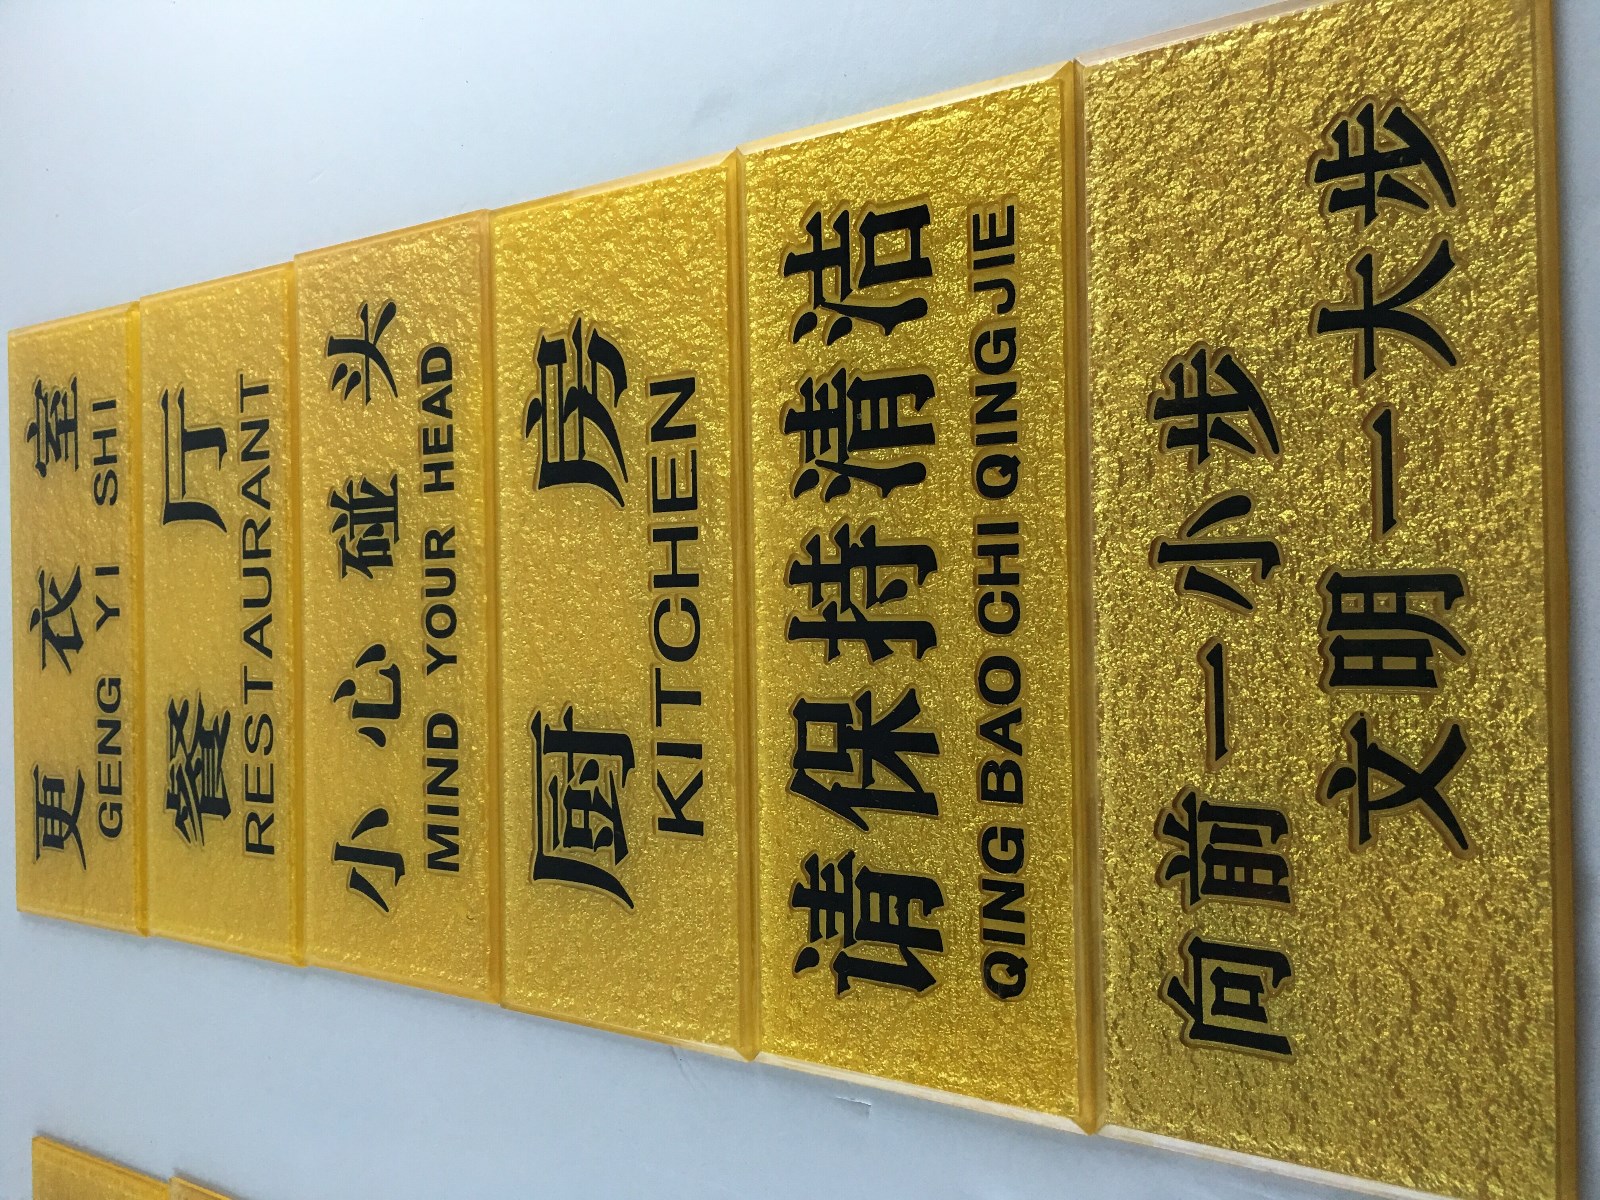 更衣室
GENG YI SHI
餐厅
RESTAURANT
小心碰头
MIND YOUR HEAD
厨房
KITCHEN
请保持清洁
QING BAO CHI QING JIE
向前一小步
文明一大步